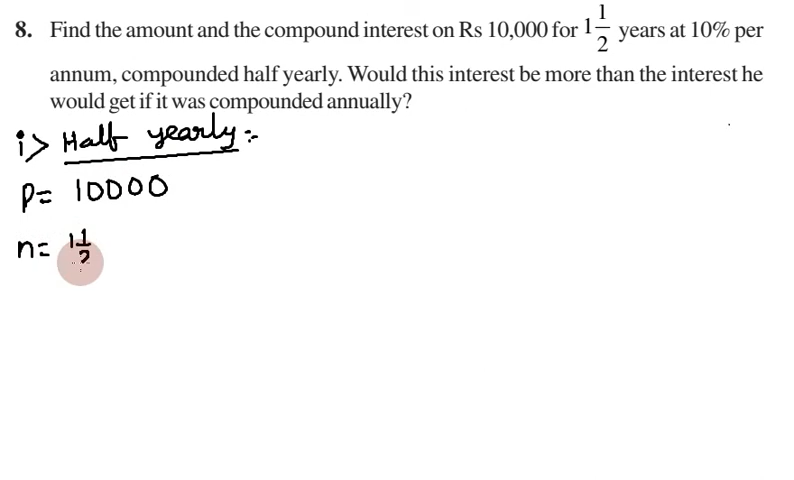 8. Find the amount and the compound interest on Rs 10,000 for 1 1/2 years at 10% per
annum, compounded half yearly. Would this interest be more than the interest he
would get if it was compounded annually?
i> Half yearly :-
P= 10000
n= 1 1/2